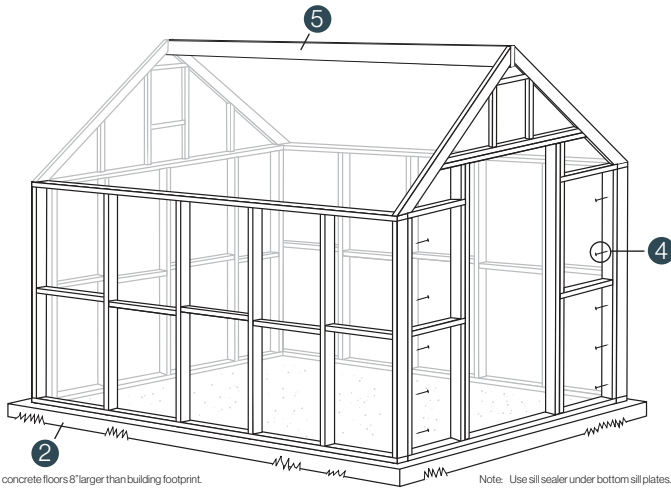 5
4
2
concrete floors 8" larger than building footprint.
Note: Use sill sealer under bottom sill plates.